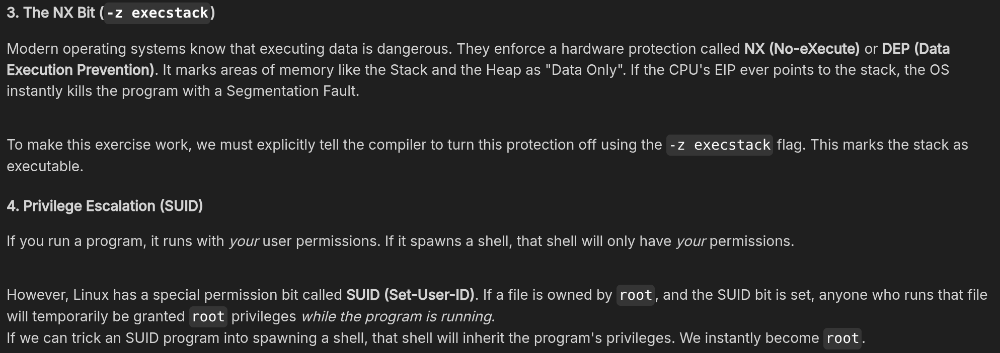 3. The NX Bit (-z execstack)
Modern operating systems know that executing data is dangerous. They enforce a hardware protection called NX (No-eXecute) or DEP (Data
Execution Prevention). It marks areas of memory like the Stack and the Heap as "Data Only". If the CPU's EIP ever points to the stack, the OS
instantly kills the program with a Segmentation Fault.
To make this exercise work, we must explicitly tell the compiler to turn this protection off using the -z execstack flag. This marks the stack as
executable.
4. Privilege Escalation (SUID)
If you run a program, it runs with your user permissions. If it spawns a shell, that shell will only have your permissions.
However, Linux has a special permission bit called SUID (Set-User-ID). If a file is owned by root, and the SUID bit is set, anyone who runs that file
will temporarily be granted root privileges while the program is running.
If we can trick an SUID program into spawning a shell, that shell will inherit the program's privileges. We instantly become root.